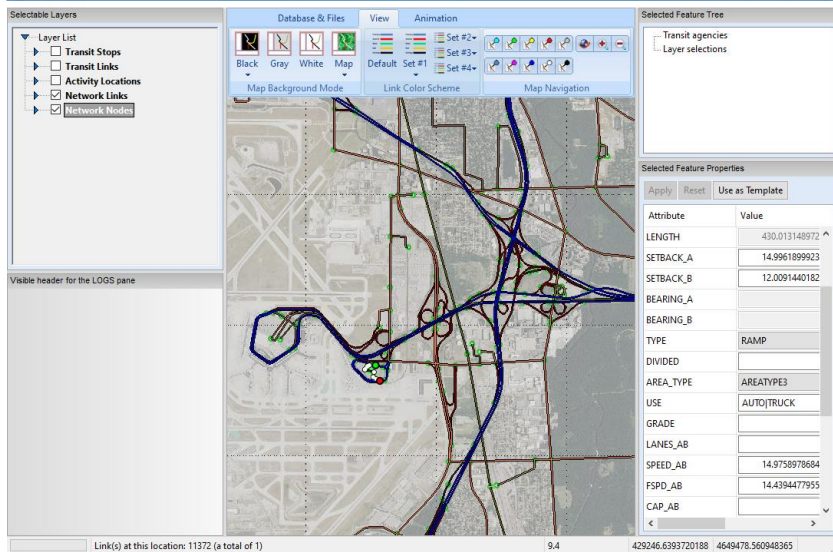 Selectable Layers
Layer List
Transit Stops
Transit Links
Activity Locations
Network Links
Network Nodes
Visible header for the LOGS pane
Database & Files View Animation
Black Gray White Map
Map Background Mode
Default Set #1
Set #2
Set #3
Set #4
Link Color Scheme
Map Navigation
Selected Feature Tree
Transit agencies
Layer selections
Selected Feature Properties
Apply Reset Use as Template
Attribute Value
LENGTH 430.013148972
SETBACK_A 14.9961899923
SETBACK_B 12.0091440182
BEARING_A
BEARING_B
TYPE RAMP
DIVIDED
AREA_TYPE AREATYPE3
USE AUTO|TRUCK
GRADE
LANES_AB
SPEED_AB 14.9758978684
FSPD_AB 14.4394477955
CAP_AB
Link(s) at this location: 11372 (a total of 1) 9.4 429246.6393720188 4649478.560948365